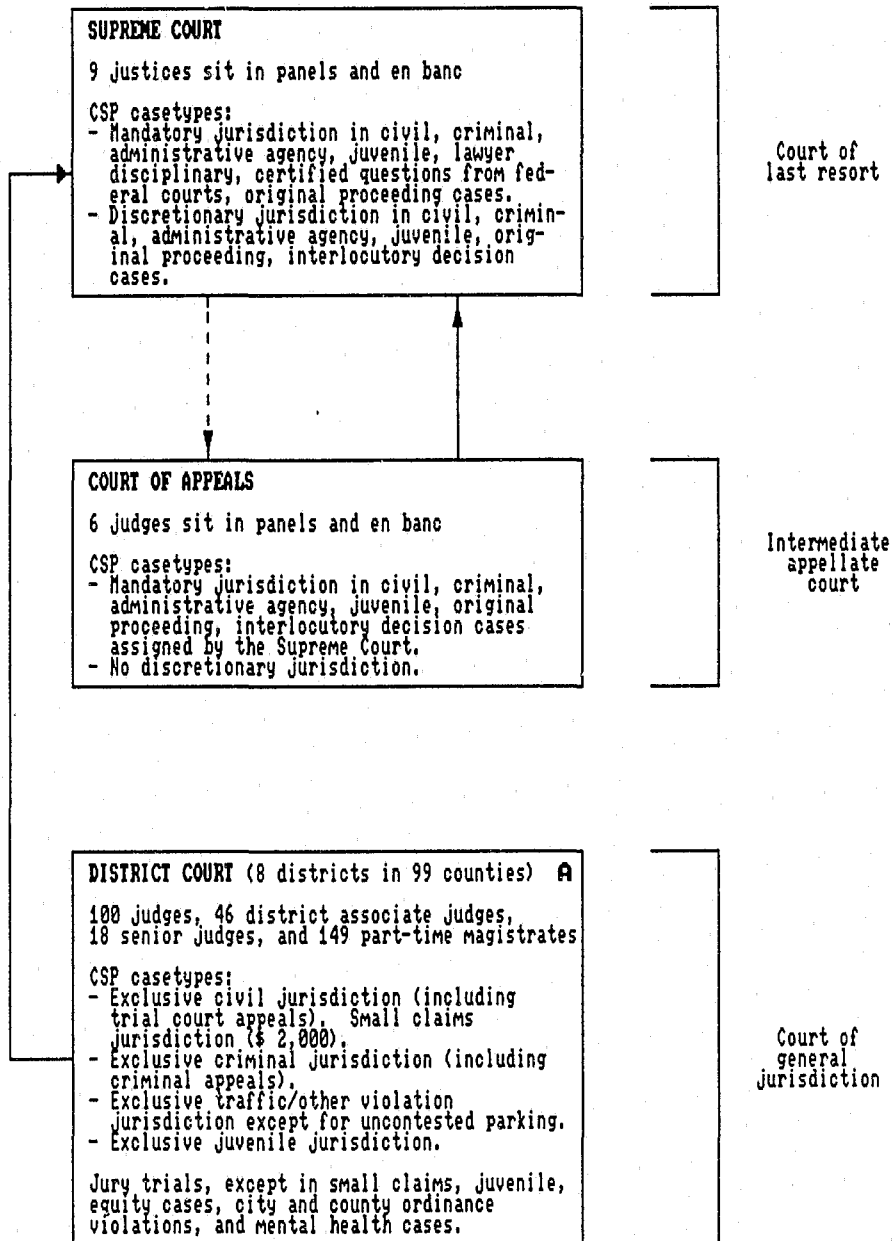 SUPREME COURT
9 justices sit in panels and en banc
CSP casetypes:
- Mandatory jurisdiction in civil, criminal,
administrative agency, juvenile, lawyer
disciplinary, certified questions from fed-
eral courts, original proceeding cases.
- Discretionary jurisdiction in civil, crimin-
al, administrative agency, juvenile, orig-
inal proceeding, interlocutory decision
cases.
Court of
last resort
COURT OF APPEALS
6 judges sit in panels and en banc
CSP casetypes:
- Mandatory jurisdiction in civil, criminal,
administrative agency, juvenile, original
proceeding, interlocutory decision cases
assigned by the Supreme Court.
- No discretionary jurisdiction.
Intermediate
appellate
court
DISTRICT COURT (8 districts in 99 counties) A
100 judges, 46 district associate judges,
18 senior judges, and 149 part-time magistrates
CSP casetypes:
- Exclusive civil jurisdiction (including
trial court appeals). Small claims
jurisdiction ($ 2,000).
- Exclusive criminal jurisdiction (including
criminal appeals).
- Exclusive traffic/other violation
jurisdiction except for uncontested parking.
- Exclusive juvenile jurisdiction.
Jury trials, except in small claims, juvenile,
equity cases, city and county ordinance
violations, and mental health cases.
Court of
general
jurisdiction